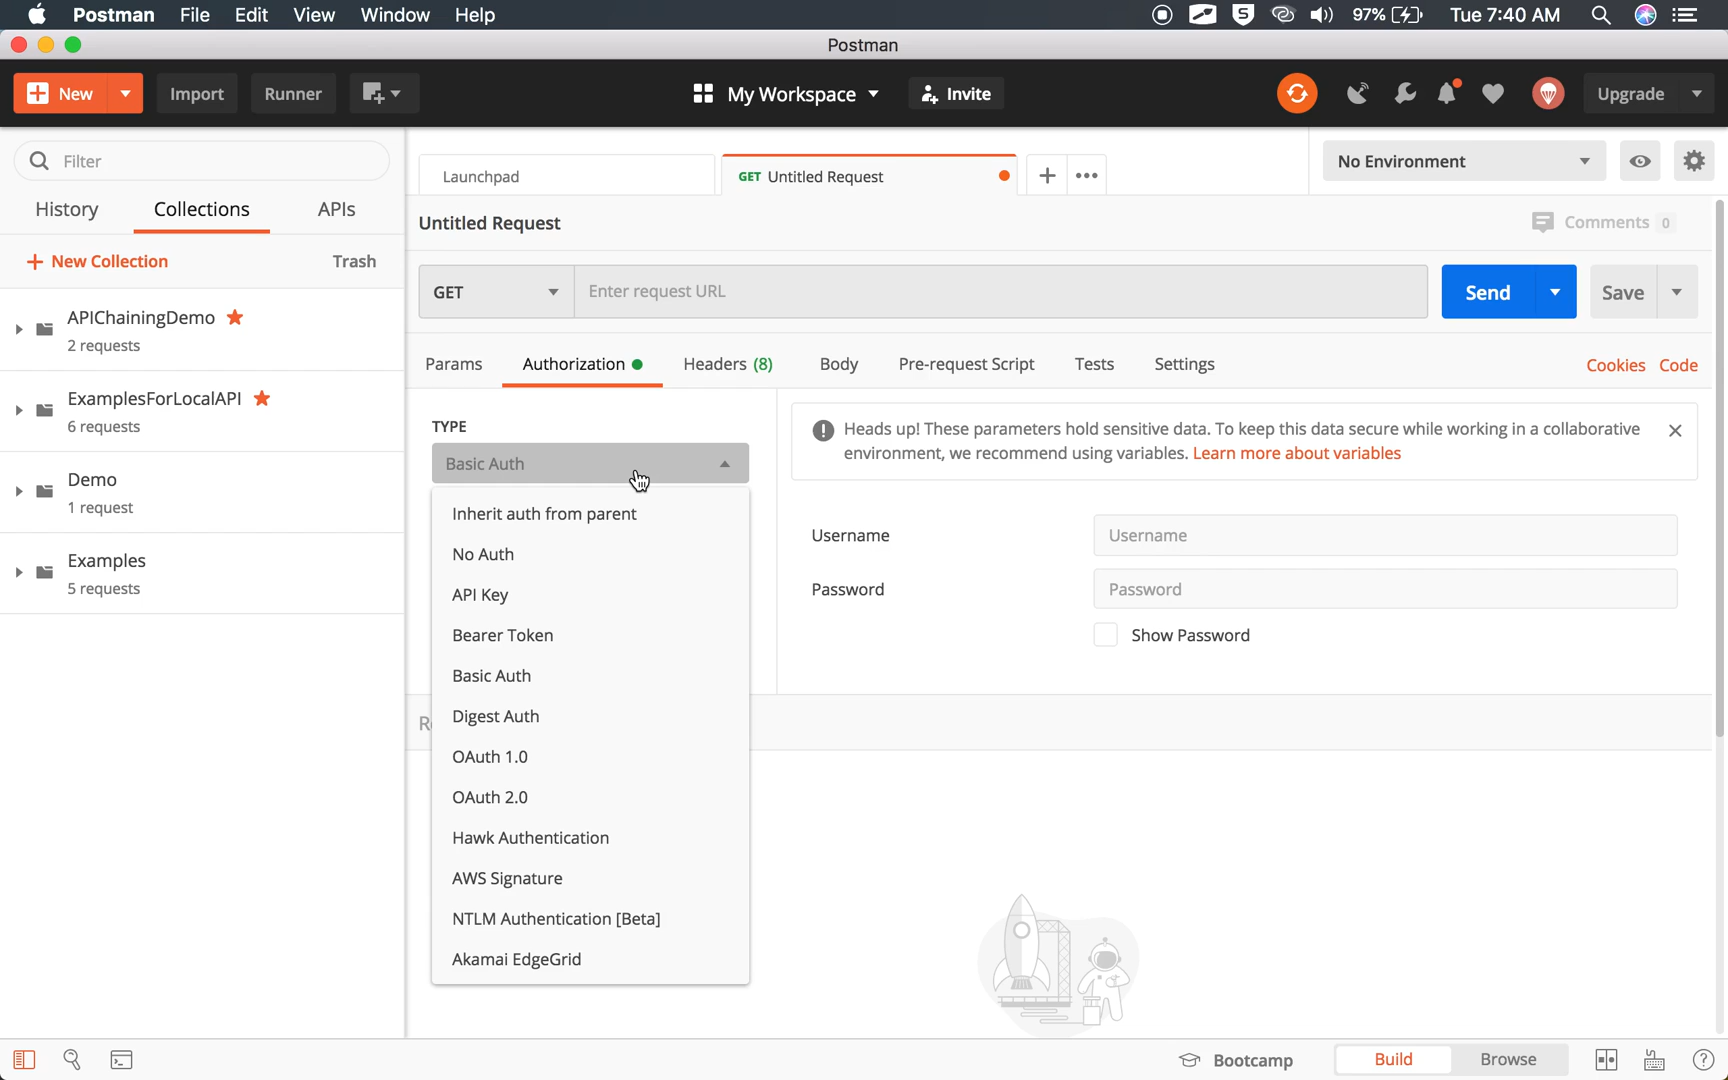 Postman File Edit View Window Help 97% Tue 7:40 AM
Postman
New Import Runner My Workspace Invite Upgrade
Filter
Launchpad GET Untitled Request No Environment
History Collections APIs
Untitled Request Comments 0
New Collection Trash
GET Enter request URL Send Save
APIChainingDemo
2 requests
Params Authorization Headers (8) Body Pre-request Script Tests Settings Cookies Code
ExamplesForLocalAPI
6 requests
TYPE
Heads up! These parameters hold sensitive data. To keep this data secure while working in a collaborative
environment, we recommend using variables. Learn more about variables
Basic Auth
Demo
1 request
Inherit auth from parent
No Auth
API Key
Bearer Token
Basic Auth
Digest Auth
OAuth 1.0
OAuth 2.0
Hawk Authentication
AWS Signature
NTLM Authentication [Beta]
Akamai EdgeGrid
Username Username
Password Password
Show Password
Examples
5 requests
Bootcamp Build Browse